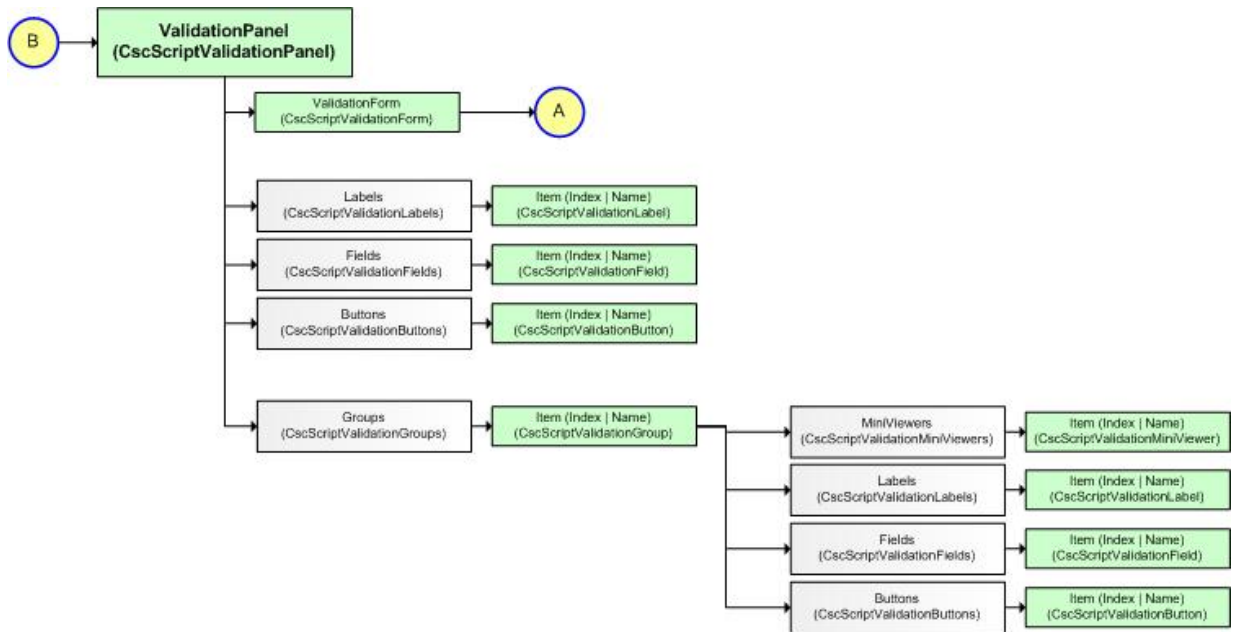 B
ValidationPanel
(CscScriptValidationPanel)
ValidationForm
(CscScriptValidationForm)
A
Labels
(CscScriptValidationLabels)
Item (Index | Name)
(CscScriptValidationLabel)
Fields
(CscScriptValidationFields)
Item (Index | Name)
(CscScriptValidationField)
Buttons
(CscScriptValidationButtons)
Item (Index | Name)
(CscScriptValidationButton)
Groups
(CscScriptValidationGroups)
Item (Index | Name)
(CscScriptValidationGroup)
MiniViewers
(CscScriptValidationMiniViewers)
Item (Index | Name)
(CscScriptValidationMiniViewer)
Labels
(CscScriptValidationLabels)
Item (Index | Name)
(CscScriptValidationLabel)
Fields
(CscScriptValidationFields)
Item (Index | Name)
(CscScriptValidationField)
Buttons
(CscScriptValidationButtons)
Item (Index | Name)
(CscScriptValidationButton)